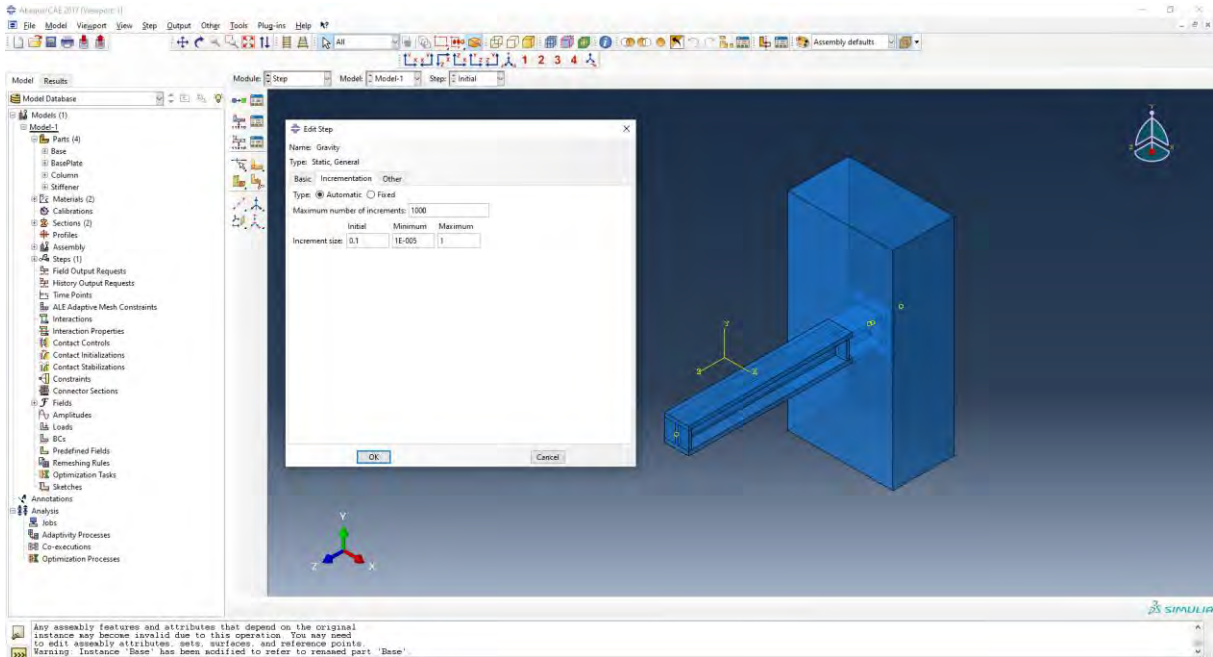 Abaqus/CAE 2017 [Viewport: 1]
File Model Viewport View Step Output Other Tools Plug-ins Help
All
Assembly defaults
1 2 3 4
Model Results
Module: Step Model: Model-1 Step: Initial
Model Database
Models (1)
Model-1
Parts (4)
Base
BasePlate
Column
Stiffener
Materials (2)
Calibrations
Sections (2)
Profiles
Assembly
Steps (1)
Field Output Requests
History Output Requests
Time Points
ALE Adaptive Mesh Constraints
Interactions
Interaction Properties
Contact Controls
Contact Initializations
Contact Stabilizations
Constraints
Connector Sections
Fields
Amplitudes
Loads
BCs
Predefined Fields
Remeshing Rules
Optimization Tasks
Sketches
Annotations
Analysis
Jobs
Adaptivity Processes
Co-executions
Optimization Processes
Edit Step
Name: Gravity
Type: Static, General
Basic Incrementation Other
Type: Automatic Fixed
Maximum number of increments: 1000
Initial Minimum Maximum
Increment size: 0.1 1E-005 1
OK Cancel
Y
Z X
SIMULIA
Any assembly features and attributes that depend on the original
instance may become invalid due to this operation. You may need
to edit assembly attributes, sets, surfaces, and reference points.
Warning: Instance 'Base' has been modified to refer to renamed part 'Base'.